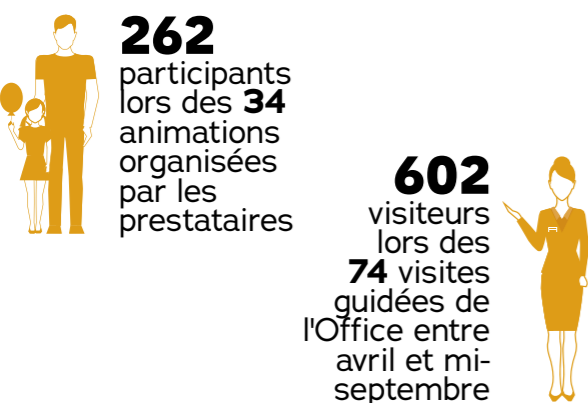 262
participants
lors des 34
animations
organisées
par les
prestataires
602
visiteurs
lors des
74 visites
guidées de
l'Office entre
avril et mi-
septembre